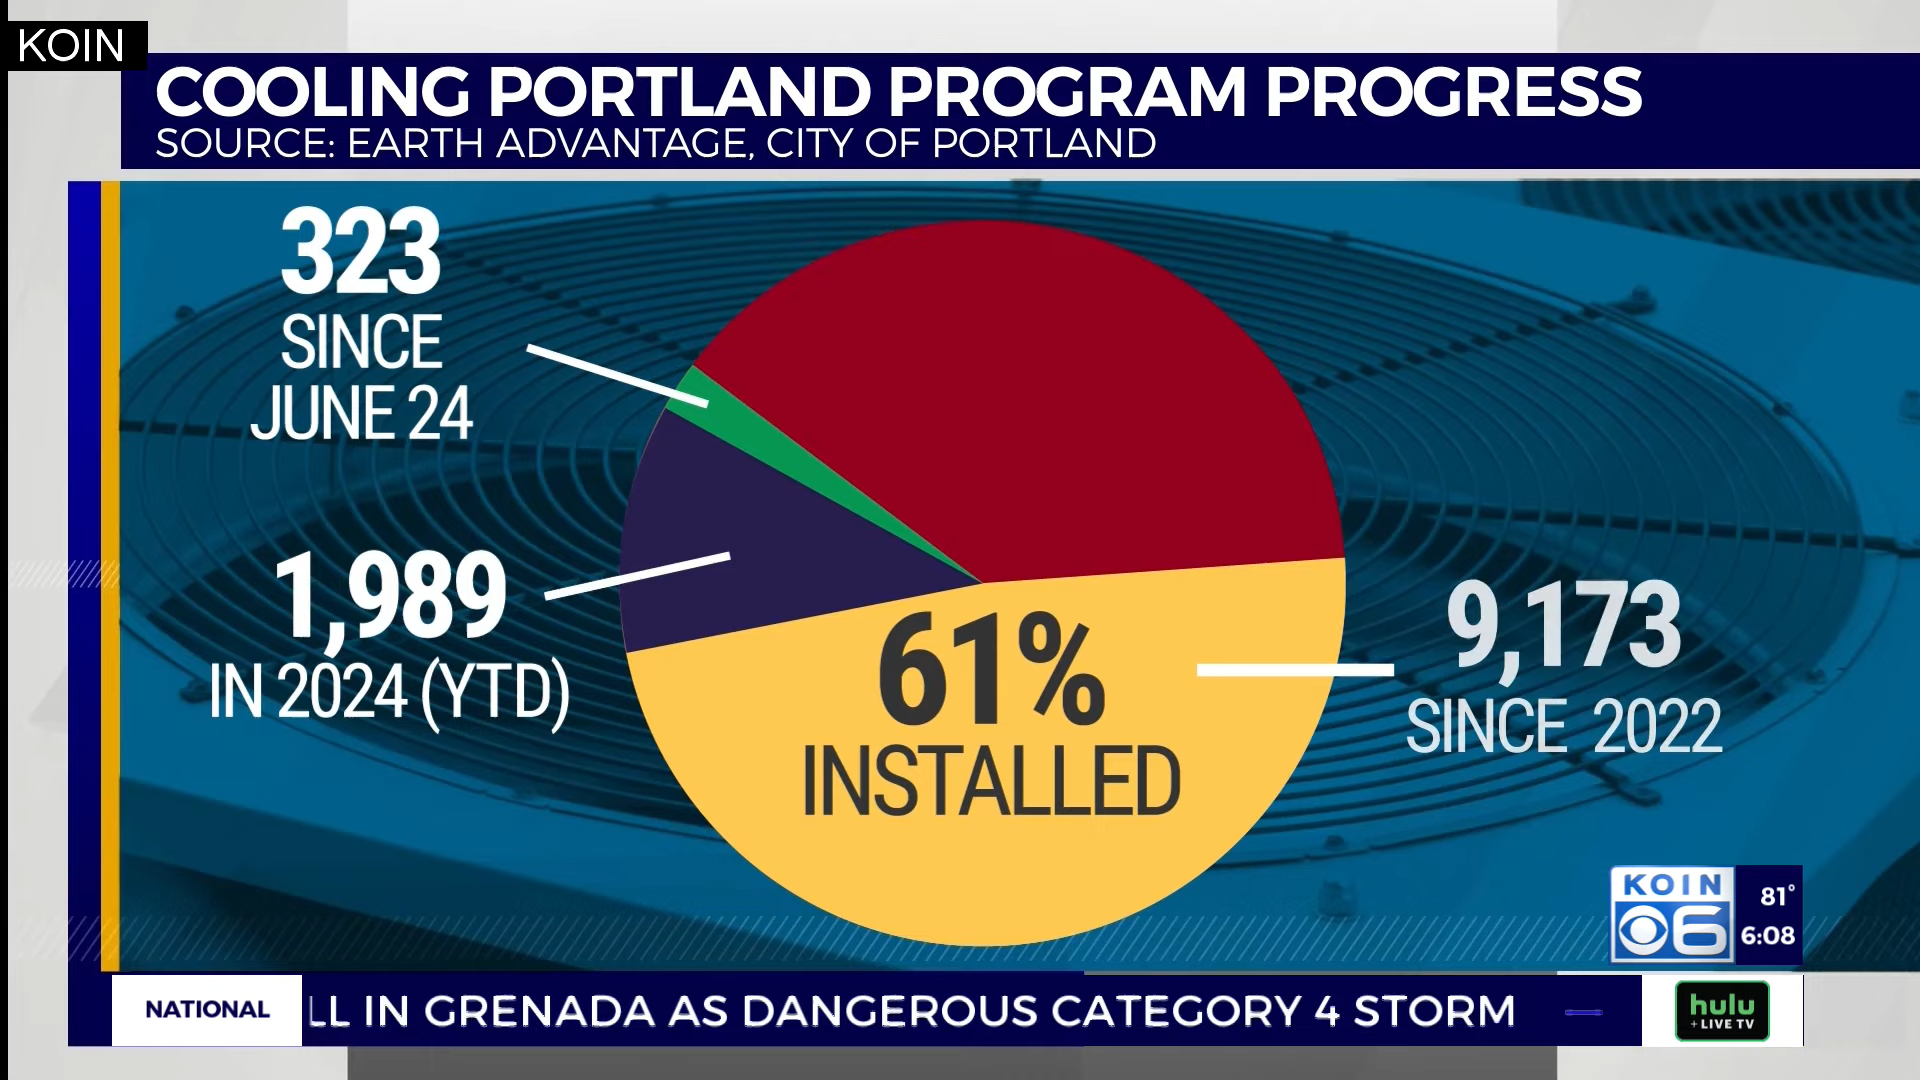 KOIN
COOLING PORTLAND PROGRAM PROGRESS
SOURCE: EARTH ADVANTAGE, CITY OF PORTLAND
323
SINCE
JUNE 24
1,989
IN 2024 (YTD)
61%
INSTALLED
9,173
SINCE 2022
KOIN
6
81°
6:08
NATIONAL
LL IN GRENADA AS DANGEROUS CATEGORY 4 STORM
hulu
+ LIVE TV